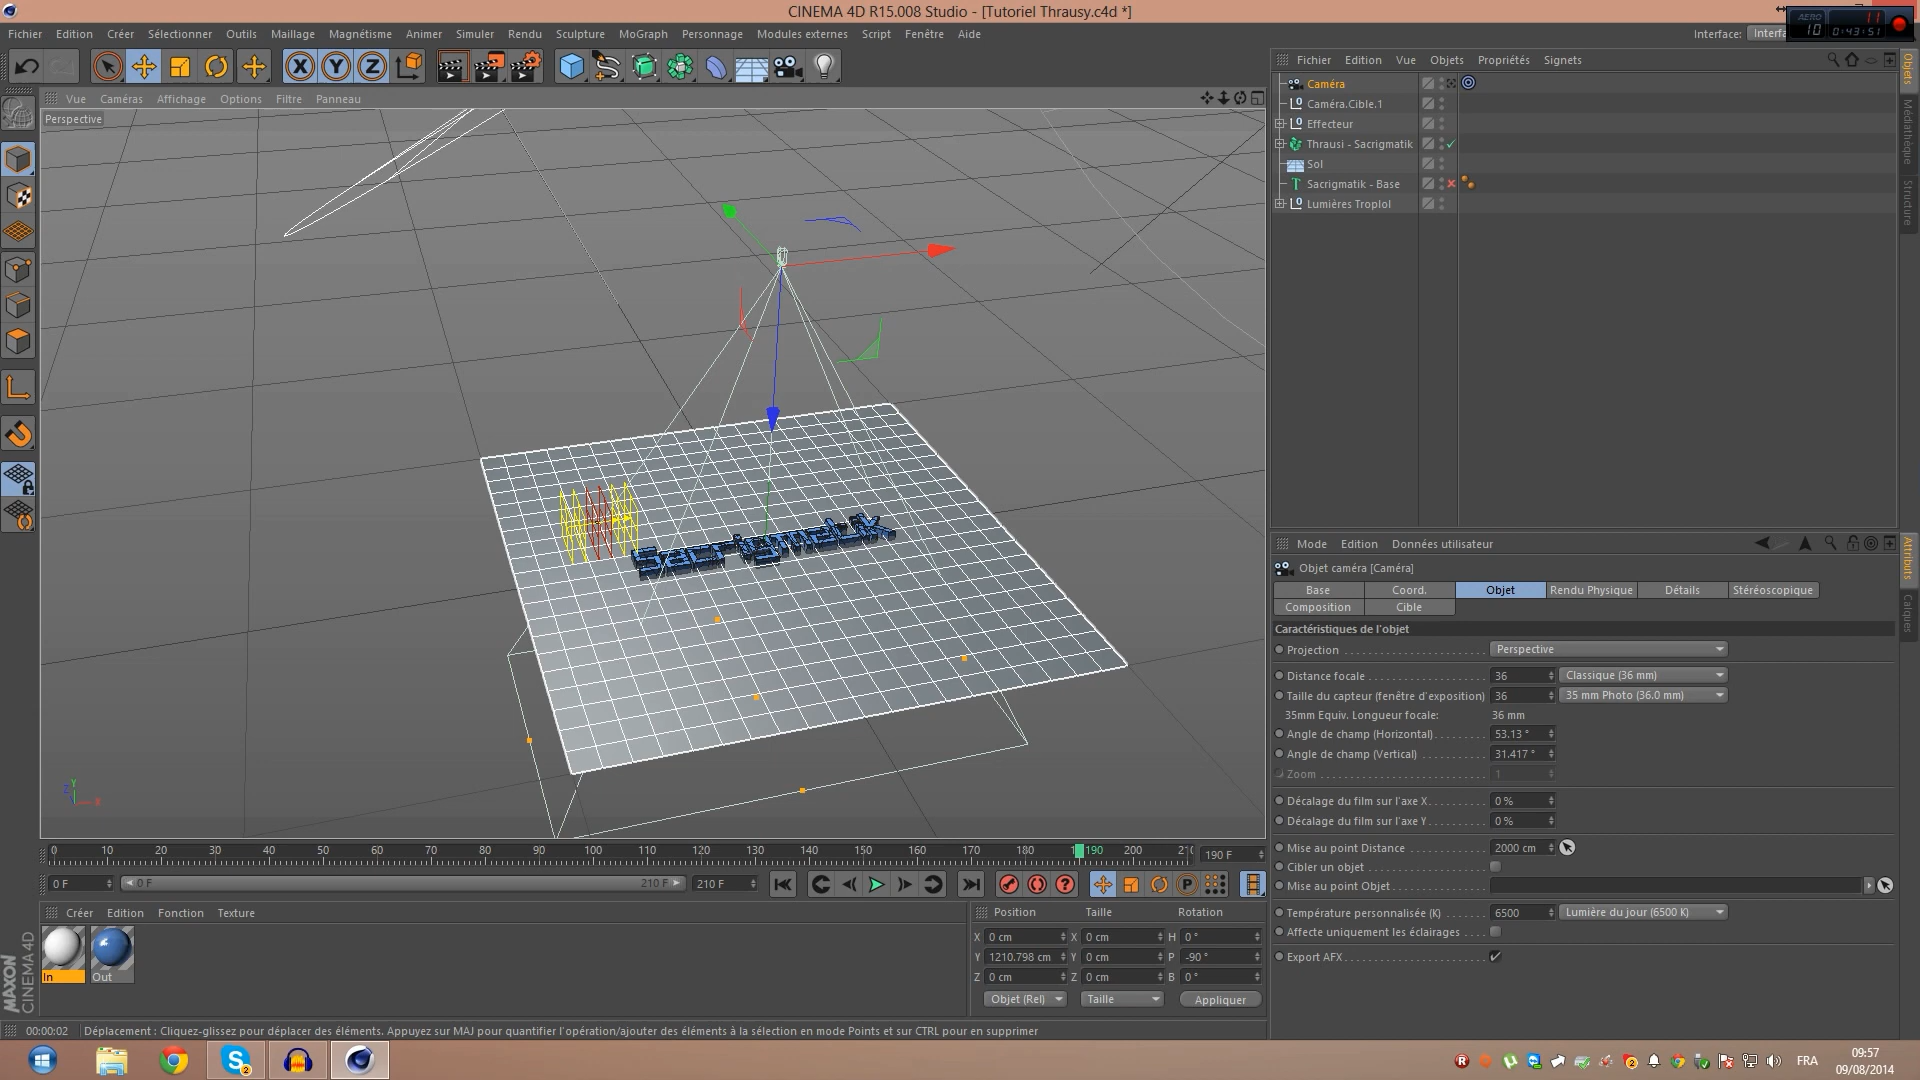 CINEMA 4D R15.008 Studio - [Tutoriel Thrausy.c4d *]
Fichier Edition Créer Sélectionner Outils Maillage Magnétisme Animer Simuler Rendu Sculpture MoGraph Personnage Modules externes Script Fenêtre Aide Interface: Interfa
AERO 10 11 0:43:51
Vue Caméras Affichage Options Filtre Panneau
Perspective
Fichier Edition Vue Objets Propriétés Signets
Caméra
Caméra.Cible.1
Effecteur
Thrausi - Sacrigmatik
Sol
Sacrigmatik - Base
Lumières Troplol
Objets
Médiathèque
Structure
Mode Edition Données utilisateur
Objet caméra [Caméra]
Base Coord. Objet Rendu Physique Détails Stéréoscopique
Composition Cible
Caractéristiques de l'objet
Projection Perspective
Distance focale 36 Classique (36 mm)
Taille du capteur (fenêtre d'exposition) 36 35 mm Photo (36.0 mm)
35mm Equiv. Longueur focale: 36 mm
Angle de champ (Horizontal) 53.13 °
Angle de champ (Vertical) 31.417 °
Zoom 1
Décalage du film sur l'axe X 0 %
Décalage du film sur l'axe Y 0 %
Mise au point Distance 2000 cm
Cibler un objet
Mise au point Objet
Température personnalisée (K) 6500 Lumière du jour (6500 K)
Affecte uniquement les éclairages
Export AFX
Attributs
Calques
Y
Z X
0 10 20 30 40 50 60 70 80 90 100 110 120 130 140 150 160 170 180 190 200 210 190 F
0 F 0 F 210 F 210 F
Créer Edition Fonction Texture
In Out
MAXON
CINEMA 4D
Position Taille Rotation
X 0 cm X 0 cm H 0 °
Y 1210.798 cm Y 0 cm P -90 °
Z 0 cm Z 0 cm B 0 °
Objet (Rel) Taille Appliquer
00:00:02 Déplacement : Cliquez-glissez pour déplacer des éléments. Appuyez sur MAJ pour quantifier l'opération/ajouter des éléments à la sélection en mode Points et sur CTRL pour en supprimer
FRA
09:57
09/08/2014